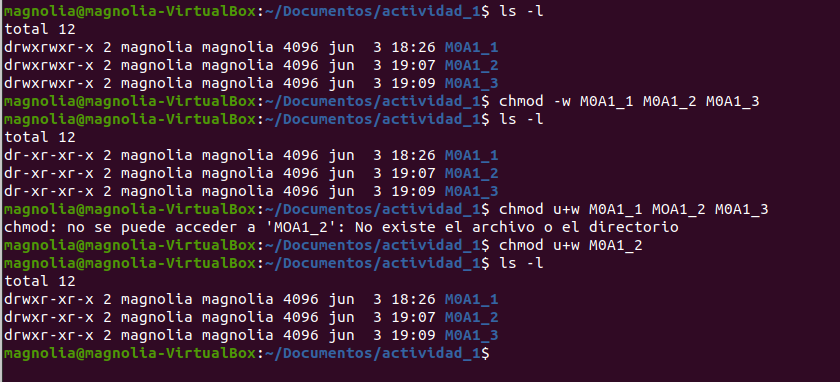 magnolia@magnolia-VirtualBox:~/Documentos/actividad_1$ ls -l
total 12
drwxrwxr-x 2 magnolia magnolia 4096 jun  3 18:26 M0A1_1
drwxrwxr-x 2 magnolia magnolia 4096 jun  3 19:07 M0A1_2
drwxrwxr-x 2 magnolia magnolia 4096 jun  3 19:09 M0A1_3
magnolia@magnolia-VirtualBox:~/Documentos/actividad_1$ chmod -w M0A1_1 M0A1_2 M0A1_3
magnolia@magnolia-VirtualBox:~/Documentos/actividad_1$ ls -l
total 12
dr-xr-xr-x 2 magnolia magnolia 4096 jun  3 18:26 M0A1_1
dr-xr-xr-x 2 magnolia magnolia 4096 jun  3 19:07 M0A1_2
dr-xr-xr-x 2 magnolia magnolia 4096 jun  3 19:09 M0A1_3
magnolia@magnolia-VirtualBox:~/Documentos/actividad_1$ chmod u+w M0A1_1 MOA1_2 M0A1_3
chmod: no se puede acceder a 'MOA1_2': No existe el archivo o el directorio
magnolia@magnolia-VirtualBox:~/Documentos/actividad_1$ chmod u+w M0A1_2
magnolia@magnolia-VirtualBox:~/Documentos/actividad_1$ ls -l
total 12
drwxr-xr-x 2 magnolia magnolia 4096 jun  3 18:26 M0A1_1
drwxr-xr-x 2 magnolia magnolia 4096 jun  3 19:07 M0A1_2
drwxr-xr-x 2 magnolia magnolia 4096 jun  3 19:09 M0A1_3
magnolia@magnolia-VirtualBox:~/Documentos/actividad_1$